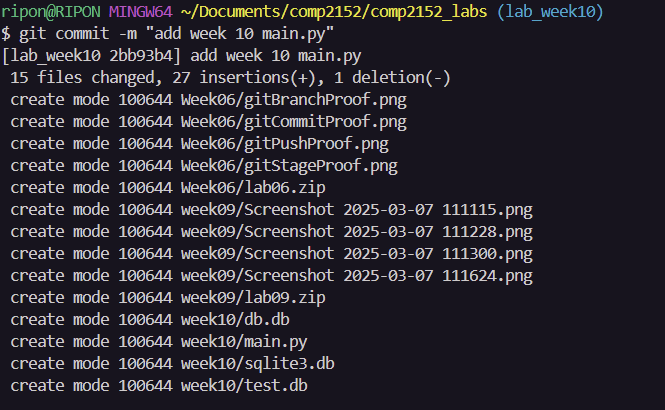 ripon@RIPON MINGW64 ~/Documents/comp2152/comp2152_labs (lab_week10)
$ git commit -m "add week 10 main.py"
[lab_week10 2bb93b4] add week 10 main.py
 15 files changed, 27 insertions(+), 1 deletion(-)
 create mode 100644 Week06/gitBranchProof.png
 create mode 100644 Week06/gitCommitProof.png
 create mode 100644 Week06/gitPushProof.png
 create mode 100644 Week06/gitStageProof.png
 create mode 100644 Week06/lab06.zip
 create mode 100644 week09/Screenshot 2025-03-07 111115.png
 create mode 100644 week09/Screenshot 2025-03-07 111228.png
 create mode 100644 week09/Screenshot 2025-03-07 111300.png
 create mode 100644 week09/Screenshot 2025-03-07 111624.png
 create mode 100644 week09/lab09.zip
 create mode 100644 week10/db.db
 create mode 100644 week10/main.py
 create mode 100644 week10/sqlite3.db
 create mode 100644 week10/test.db